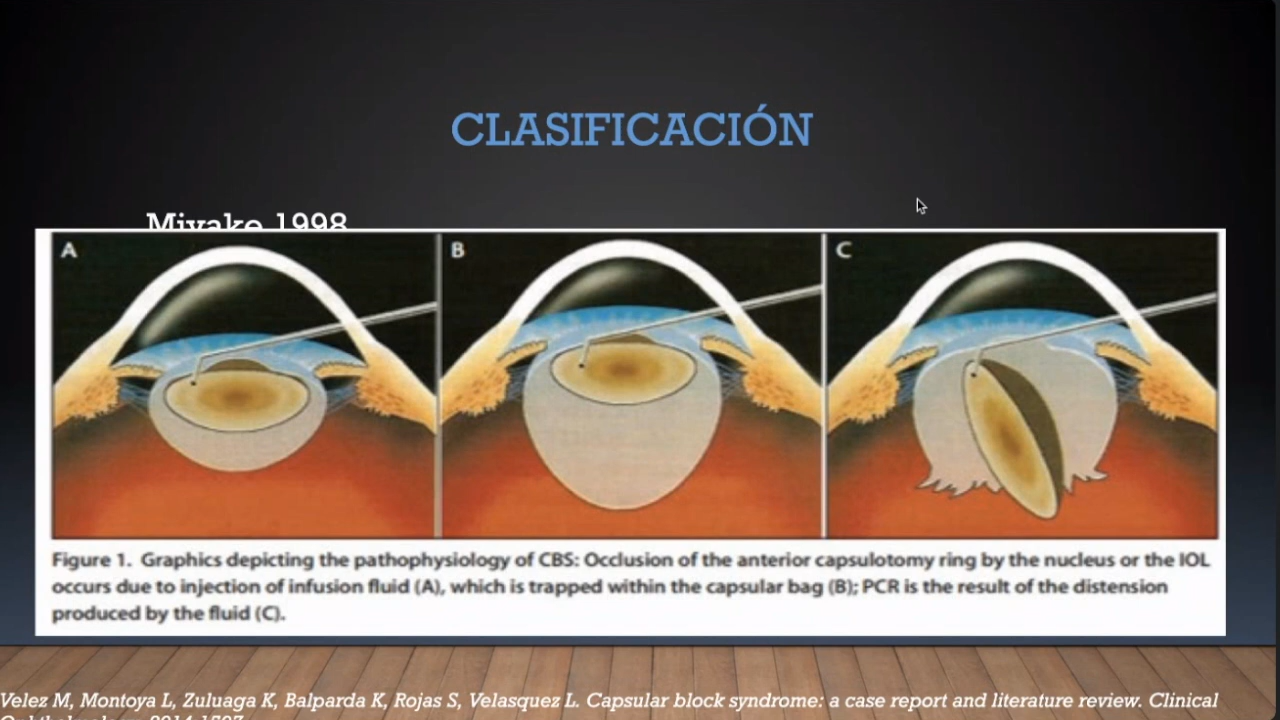 CLASIFICACIÓN
Miyake 1998
A
B
C
Figure 1. Graphics depicting the pathophysiology of CBS: Occlusion of the anterior capsulotomy ring by the nucleus or the IOL
occurs due to injection of infusion fluid (A), which is trapped within the capsular bag (B); PCR is the result of the distension
produced by the fluid (C).
Velez M, Montoya L, Zuluaga K, Balparda K, Rojas S, Velasquez L. Capsular block syndrome: a case report and literature review. Clinical